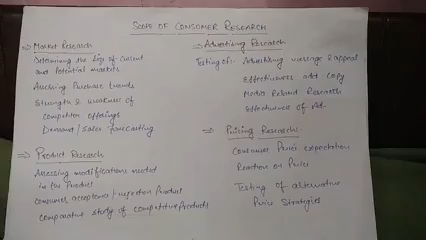 SCOPE OF CONSUMER RESEARCH
⇒ Market Research
Determining the Size of Current
and Potential markets
Assessing Purchase trends
Strength & weakness of
competitor offerings
Demand / Sales forecasting
⇒ Product Research
Assessing modifications needed
in Product
Consumer acceptance / rejection Product
Comparative study of competitive Products
⇒ Advertising Research
Testing of :- Advertising message & appeal
Effectiveness Ad. Copy
Media Related Research
Effectiveness of Ad.
⇒ Pricing Research:
Consumer Price expectation
Reaction on Price
Testing of alternative
Price Strategies